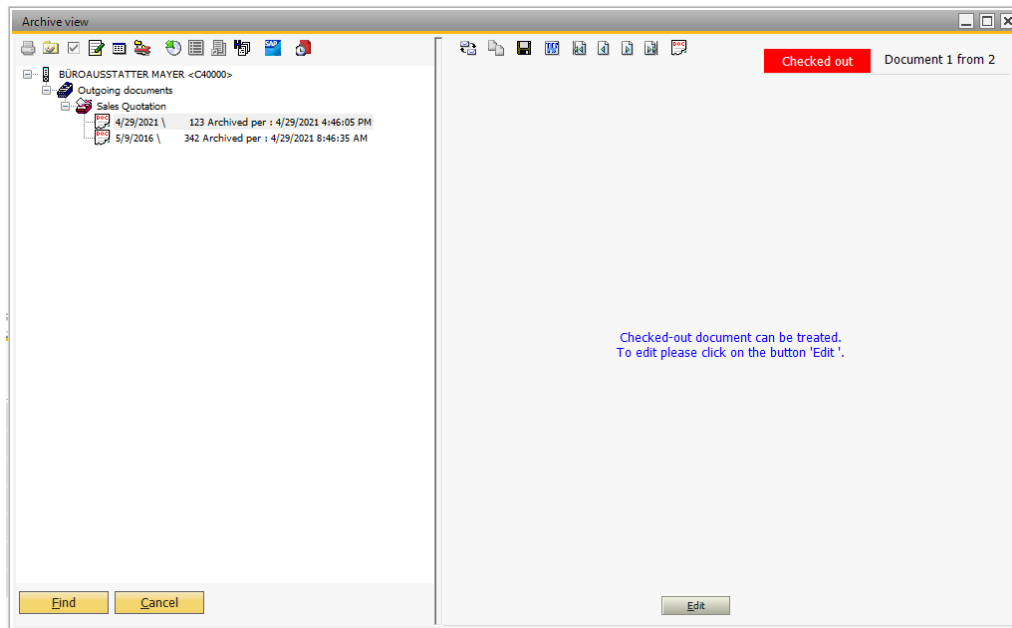 Archive view
Checked out
Document 1 from 2
BÜROAUSSTATTER MAYER <C40000>
Outgoing documents
Sales Quotation
4/29/2021 \ 123 Archived per : 4/29/2021 4:46:05 PM
5/9/2016 \ 342 Archived per : 4/29/2021 8:46:35 AM
Checked-out document can be treated.
To edit please click on the button 'Edit '.
Find
Cancel
Edit